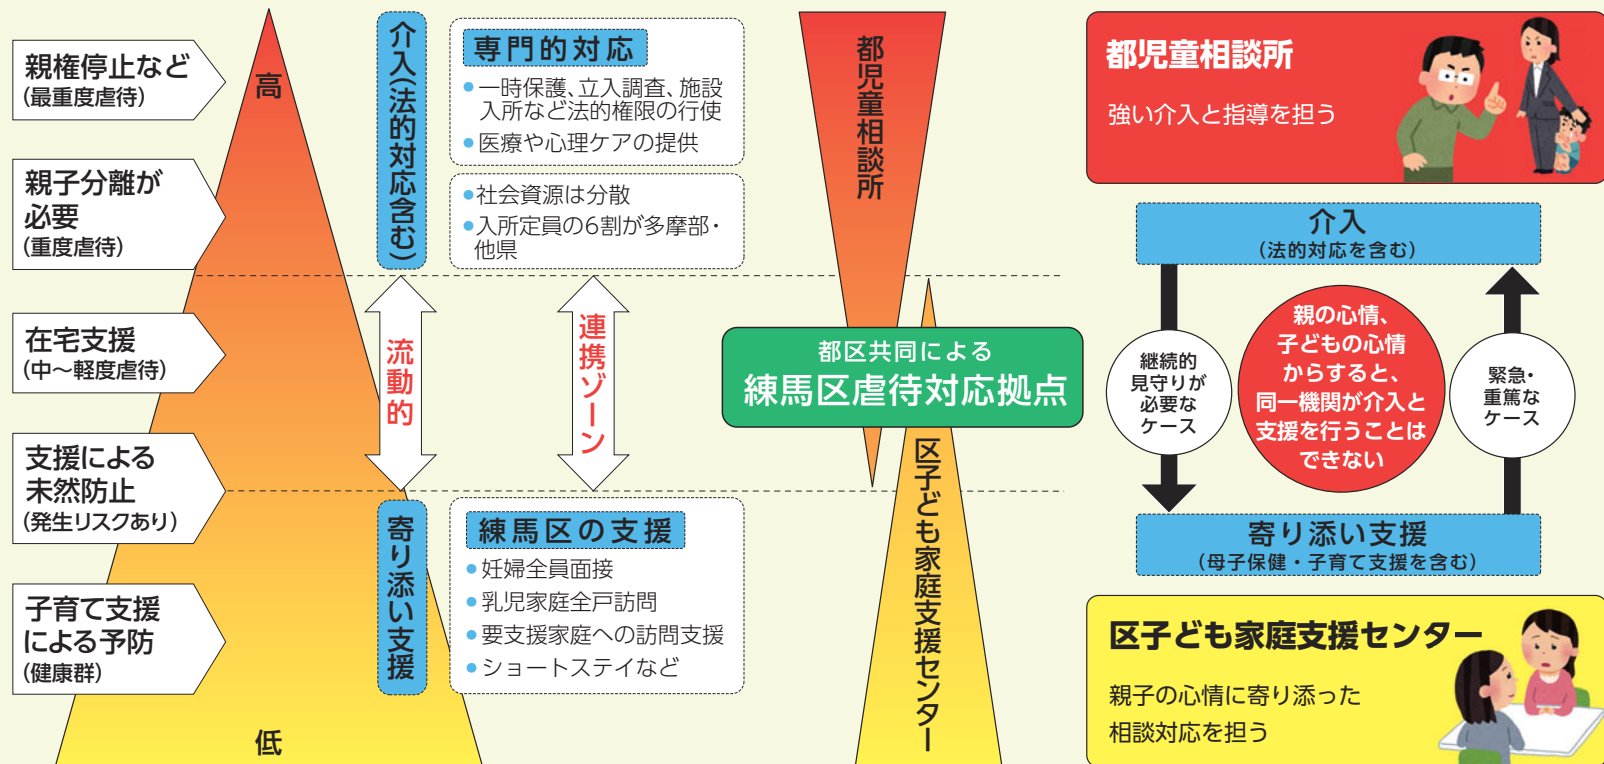 親権停止など
(最重度虐待)
親子分離が
必要
(重度虐待)
在宅支援
(中～軽度虐待)
支援による
未然防止
(発生リスクあり)
子育て支援
による予防
(健康群)
高
低
介入(法的対応含む)
流動的
寄り添い支援
専門的対応
●一時保護、立入調査、施設
入所など法的権限の行使
●医療や心理ケアの提供
●社会資源は分散
●入所定員の6割が多摩部・
他県
連携ゾーン
練馬区の支援
●妊婦全員面接
●乳児家庭全戸訪問
●要支援家庭への訪問支援
●ショートステイなど
都児童相談所
都区共同による
練馬区虐待対応拠点
区子ども家庭支援センター
都児童相談所
強い介入と指導を担う
介入
(法的対応を含む)
継続的
見守りが
必要な
ケース
親の心情、
子どもの心情
からすると、
同一機関が介入と
支援を行うことは
できない
緊急・
重篤な
ケース
寄り添い支援
(母子保健・子育て支援を含む)
区子ども家庭支援センター
親子の心情に寄り添った
相談対応を担う